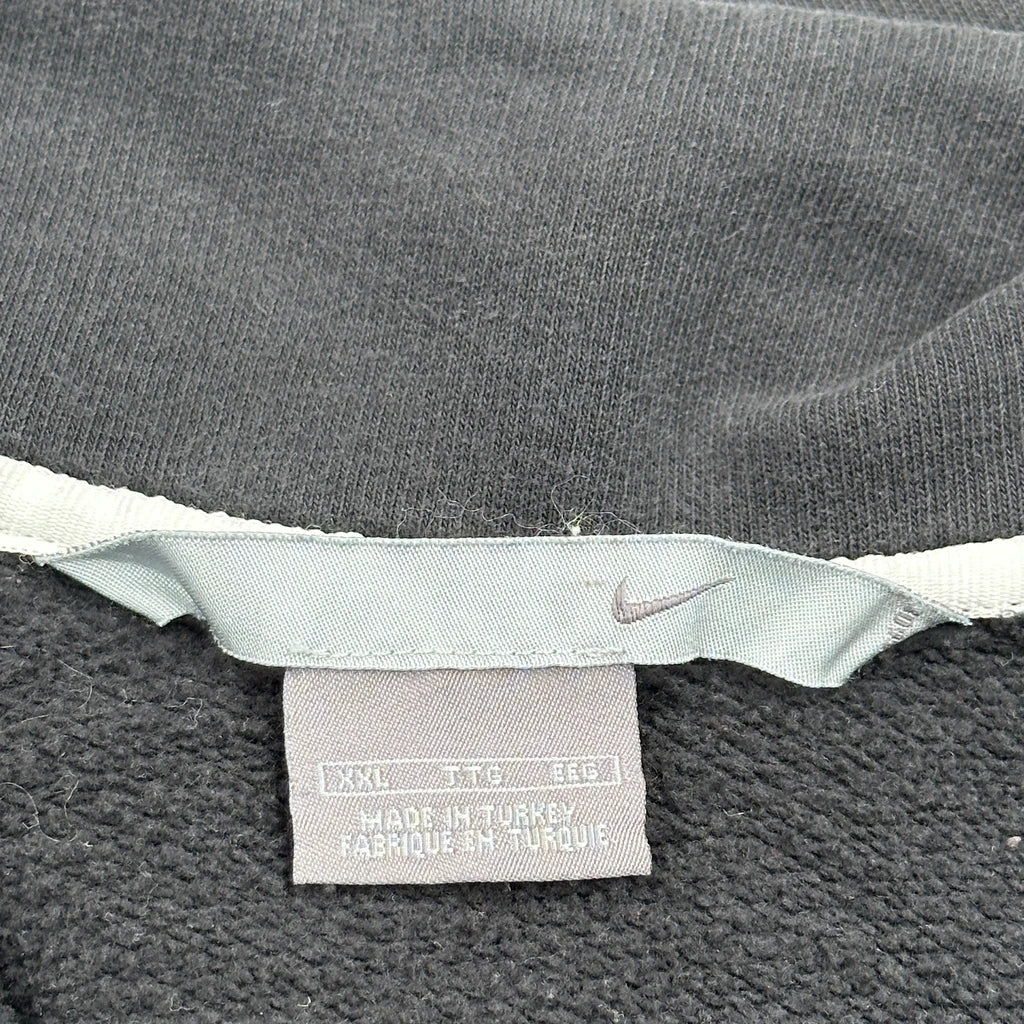 XXL TTG EEG
MADE IN TURKEY
FABRIQUE EN TURQUIE